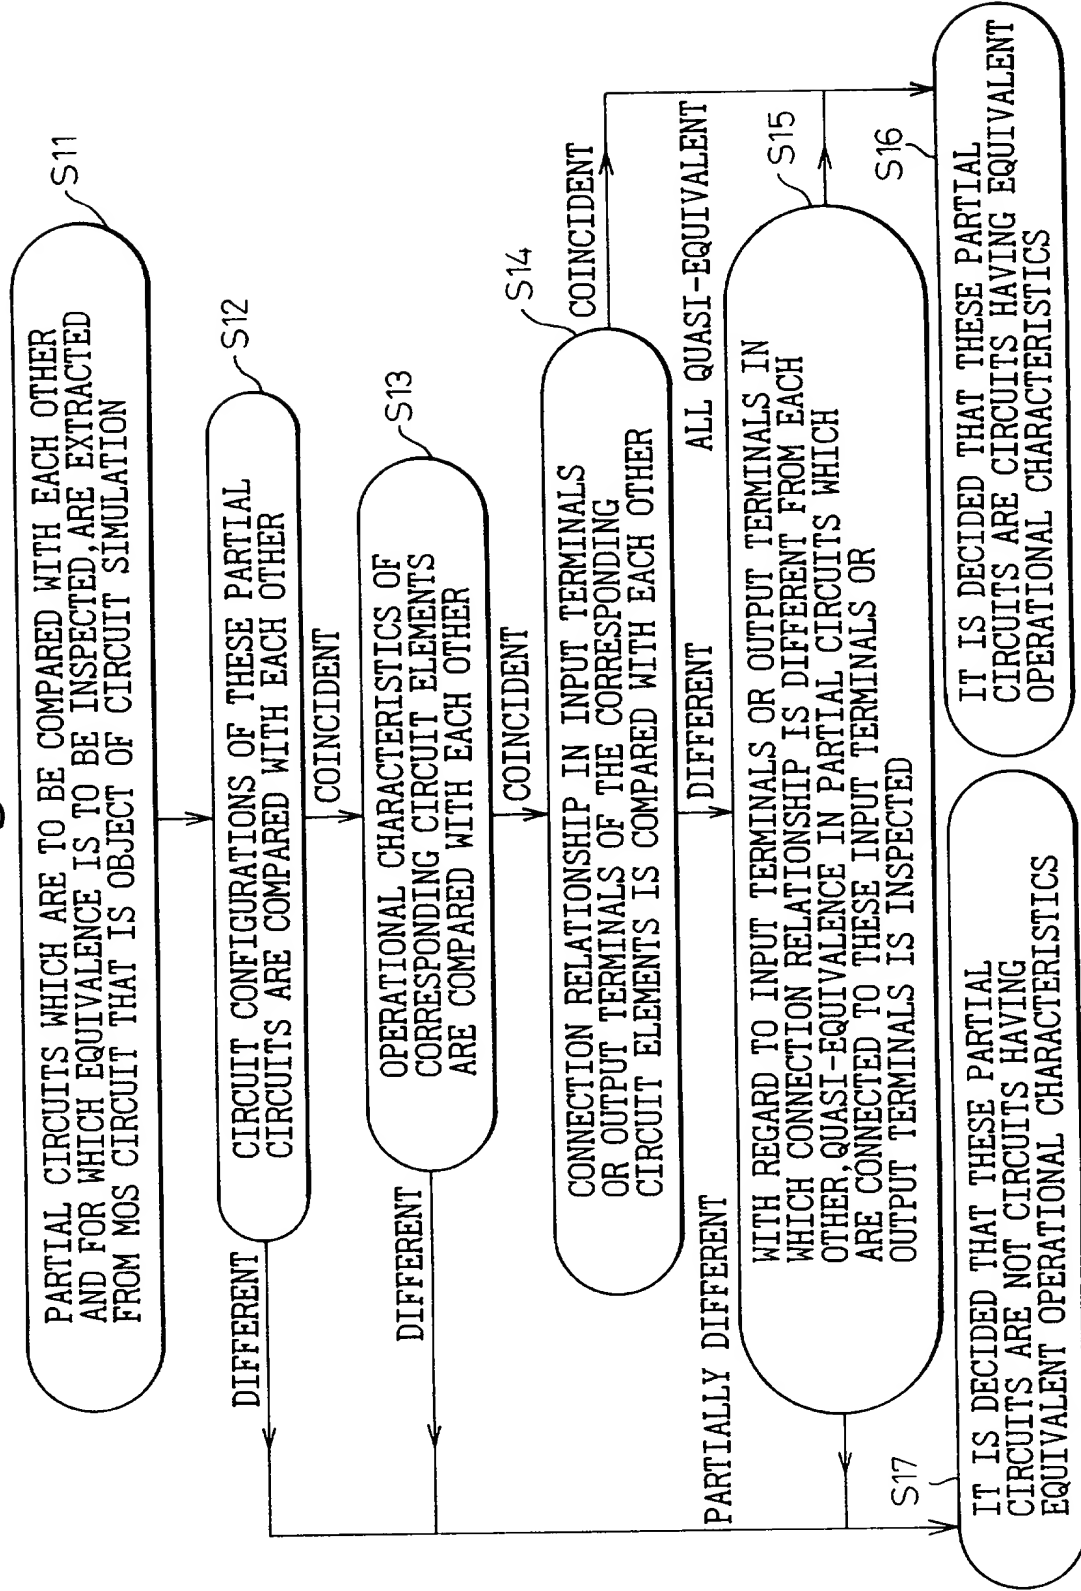 PARTIAL CIRCUITS WHICH ARE TO BE COMPARED WITH EACH OTHER
AND FOR WHICH EQUIVALENCE IS TO BE INSPECTED, ARE EXTRACTED
FROM MOS CIRCUIT THAT IS OBJECT OF CIRCUIT SIMULATION
S11
CIRCUIT CONFIGURATIONS OF THESE PARTIAL
CIRCUITS ARE COMPARED WITH EACH OTHER
S12
DIFFERENT
COINCIDENT
OPERATIONAL CHARACTERISTICS OF
CORRESPONDING CIRCUIT ELEMENTS
ARE COMPARED WITH EACH OTHER
S13
DIFFERENT
COINCIDENT
CONNECTION RELATIONSHIP IN INPUT TERMINALS
OR OUTPUT TERMINALS OF THE CORRESPONDING
CIRCUIT ELEMENTS IS COMPARED WITH EACH OTHER
S14
COINCIDENT
DIFFERENT
WITH REGARD TO INPUT TERMINALS OR OUTPUT TERMINALS IN
WHICH CONNECTION RELATIONSHIP IS DIFFERENT FROM EACH
OTHER, QUASI-EQUIVALENCE IN PARTIAL CIRCUITS WHICH
ARE CONNECTED TO THESE INPUT TERMINALS OR
OUTPUT TERMINALS IS INSPECTED
S15
PARTIALLY DIFFERENT
ALL QUASI-EQUIVALENT
S17
IT IS DECIDED THAT THESE PARTIAL
CIRCUITS ARE NOT CIRCUITS HAVING
EQUIVALENT OPERATIONAL CHARACTERISTICS
S16
IT IS DECIDED THAT THESE PARTIAL
CIRCUITS ARE CIRCUITS HAVING EQUIVALENT
OPERATIONAL CHARACTERISTICS